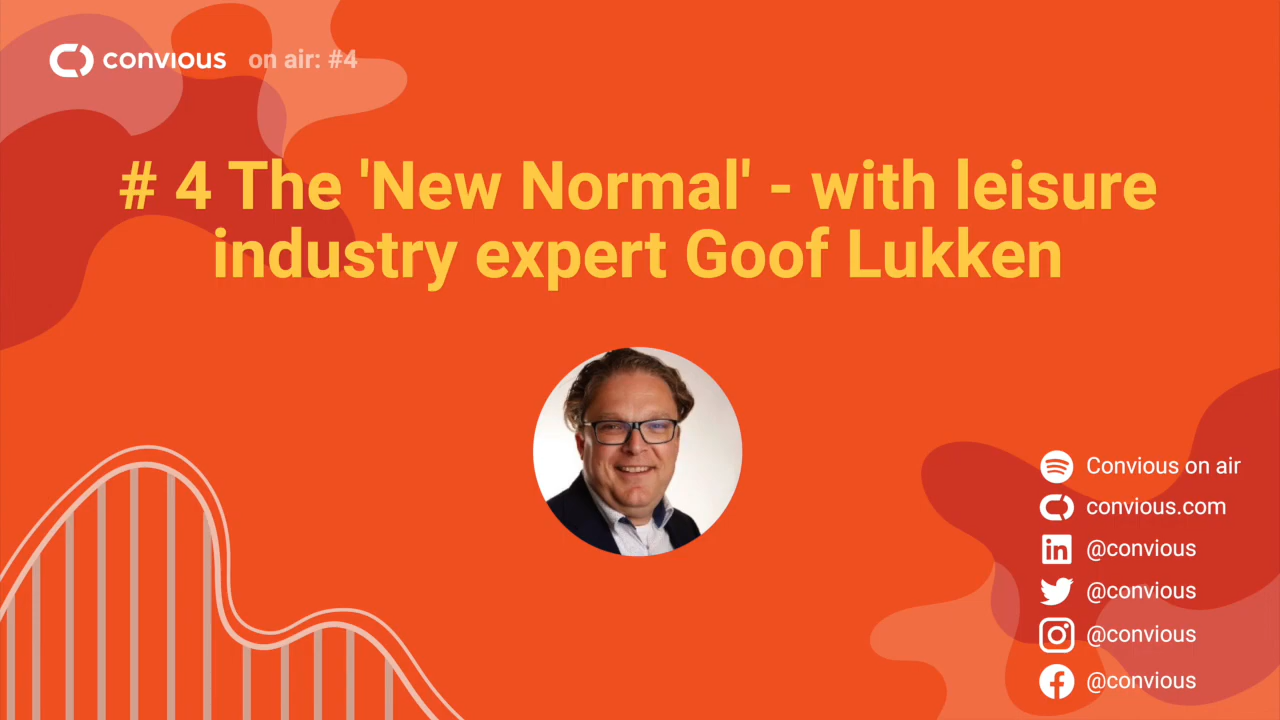 convious on air: #4
# 4 The 'New Normal' - with leisure
industry expert Goof Lukken
Convious on air
convious.com
in @convious
@convious
@convious
@convious